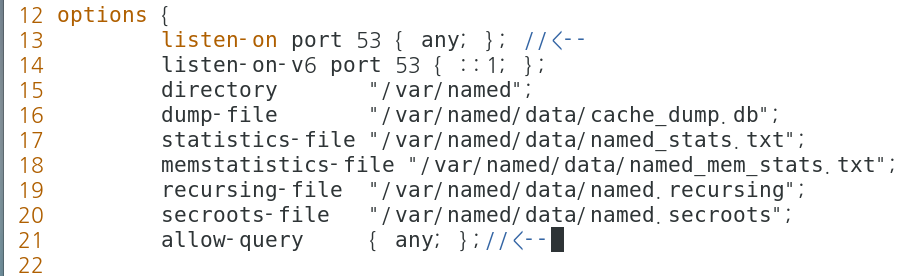 12 options {
13         listen-on port 53 { any; }; //<--
14         listen-on-v6 port 53 { ::1; };
15         directory       "/var/named";
16         dump-file       "/var/named/data/cache_dump.db";
17         statistics-file "/var/named/data/named_stats.txt";
18         memstatistics-file "/var/named/data/named_mem_stats.txt";
19         recursing-file  "/var/named/data/named.recursing";
20         secroots-file   "/var/named/data/named.secroots";
21         allow-query     { any; };//<--
22